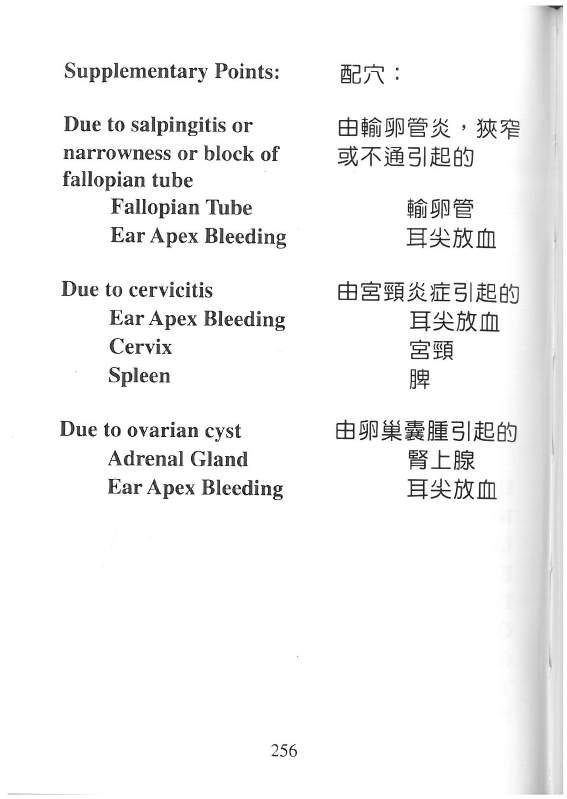 Supplementary Points: 配穴：
Due to salpingitis or 由輸卵管炎，狹窄
narrowness or block of 或不通引起的
fallopian tube
Fallopian Tube 輸卵管
Ear Apex Bleeding 耳尖放血
Due to cervicitis 由宮頸炎症引起的
Ear Apex Bleeding 耳尖放血
Cervix 宮頸
Spleen 脾
Due to ovarian cyst 由卵巢囊腫引起的
Adrenal Gland 腎上腺
Ear Apex Bleeding 耳尖放血
256